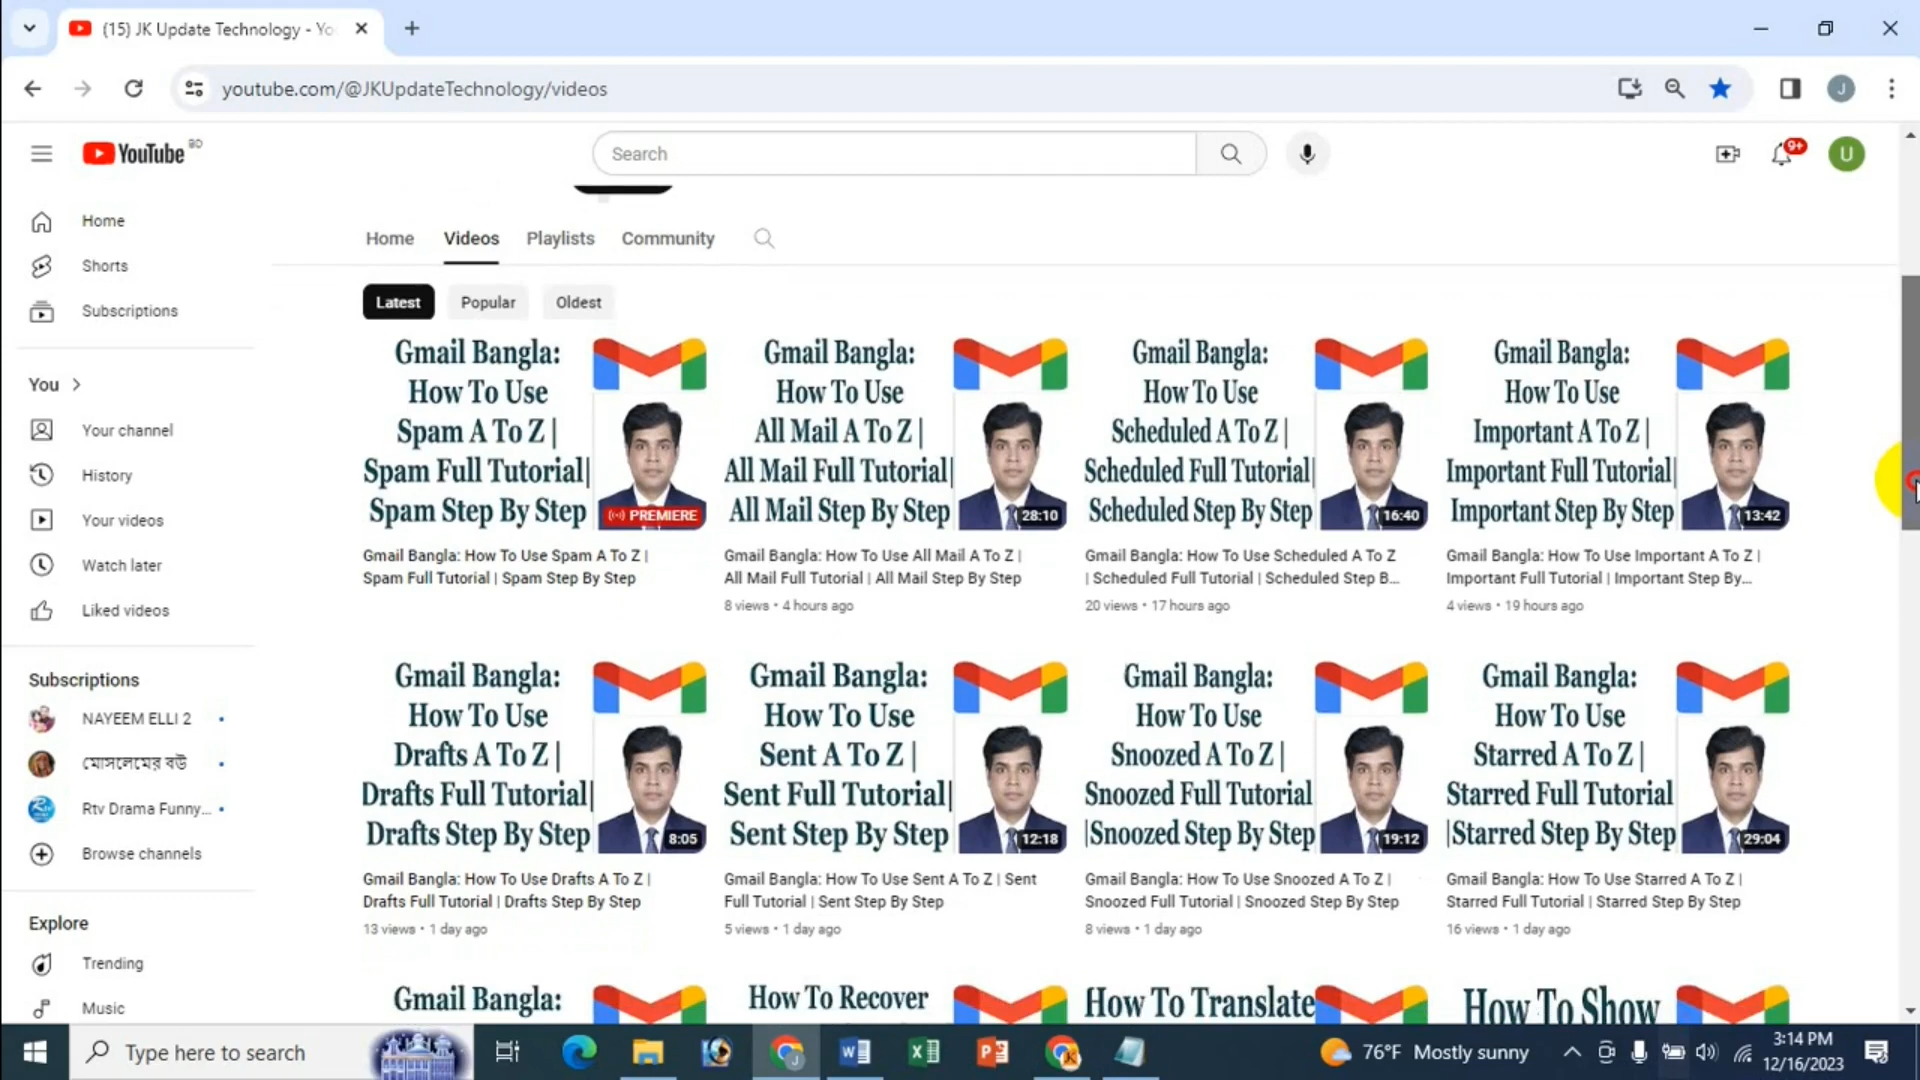 (15) JK Update Technology - Yo
youtube.com/@JKUpdateTechnology/videos
J
YouTube BD
Search
9+
U
Home
Shorts
Subscriptions
You
Your channel
History
Your videos
Watch later
Liked videos
Subscriptions
NAYEEM ELLI 2
মোসলেমের বউ
Rtv Drama Funny...
Browse channels
Explore
Trending
Music
Home Videos Playlists Community
Latest Popular Oldest
Gmail Bangla:
How To Use
Spam A To Z |
Spam Full Tutorial|
Spam Step By Step
PREMIERE
Gmail Bangla: How To Use Spam A To Z |
Spam Full Tutorial | Spam Step By Step
Gmail Bangla:
How To Use
All Mail A To Z |
All Mail Full Tutorial|
All Mail Step By Step
28:10
Gmail Bangla: How To Use All Mail A To Z |
All Mail Full Tutorial | All Mail Step By Step
8 views • 4 hours ago
Gmail Bangla:
How To Use
Scheduled A To Z |
Scheduled Full Tutorial|
Scheduled Step By Step
16:40
Gmail Bangla: How To Use Scheduled A To Z
| Scheduled Full Tutorial | Scheduled Step B...
20 views • 17 hours ago
Gmail Bangla:
How To Use
Important A To Z |
Important Full Tutorial|
Important Step By Step
13:42
Gmail Bangla: How To Use Important A To Z |
Important Full Tutorial | Important Step By...
4 views • 19 hours ago
Gmail Bangla:
How To Use
Drafts A To Z |
Drafts Full Tutorial|
Drafts Step By Step
8:05
Gmail Bangla: How To Use Drafts A To Z |
Drafts Full Tutorial | Drafts Step By Step
13 views • 1 day ago
Gmail Bangla:
How To Use
Sent A To Z |
Sent Full Tutorial|
Sent Step By Step
12:18
Gmail Bangla: How To Use Sent A To Z | Sent
Full Tutorial | Sent Step By Step
5 views • 1 day ago
Gmail Bangla:
How To Use
Snoozed A To Z |
Snoozed Full Tutorial
|Snoozed Step By Step
19:12
Gmail Bangla: How To Use Snoozed A To Z |
Snoozed Full Tutorial | Snoozed Step By Step
8 views • 1 day ago
Gmail Bangla:
How To Use
Starred A To Z |
Starred Full Tutorial
|Starred Step By Step
29:04
Gmail Bangla: How To Use Starred A To Z |
Starred Full Tutorial | Starred Step By Step
16 views • 1 day ago
Gmail Bangla:
How To Recover
How To Translate
How To Show
Type here to search
76°F Mostly sunny
3:14 PM
12/16/2023